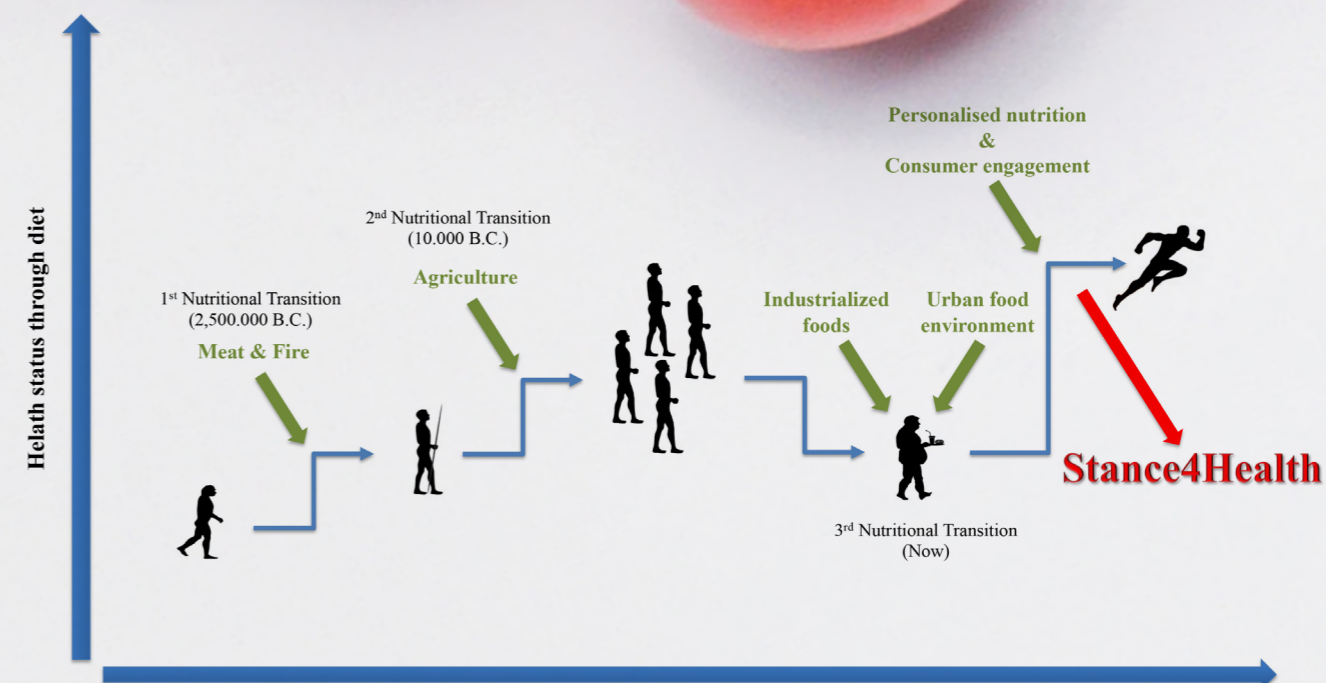 Helath status through diet
1st Nutritional Transition
(2,500.000 B.C.)
Meat & Fire
2nd Nutritional Transition
(10.000 B.C.)
Agriculture
Industrialized
foods
Urban food
environment
3rd Nutritional Transition
(Now)
Personalised nutrition
&
Consumer engagement
Stance4Health